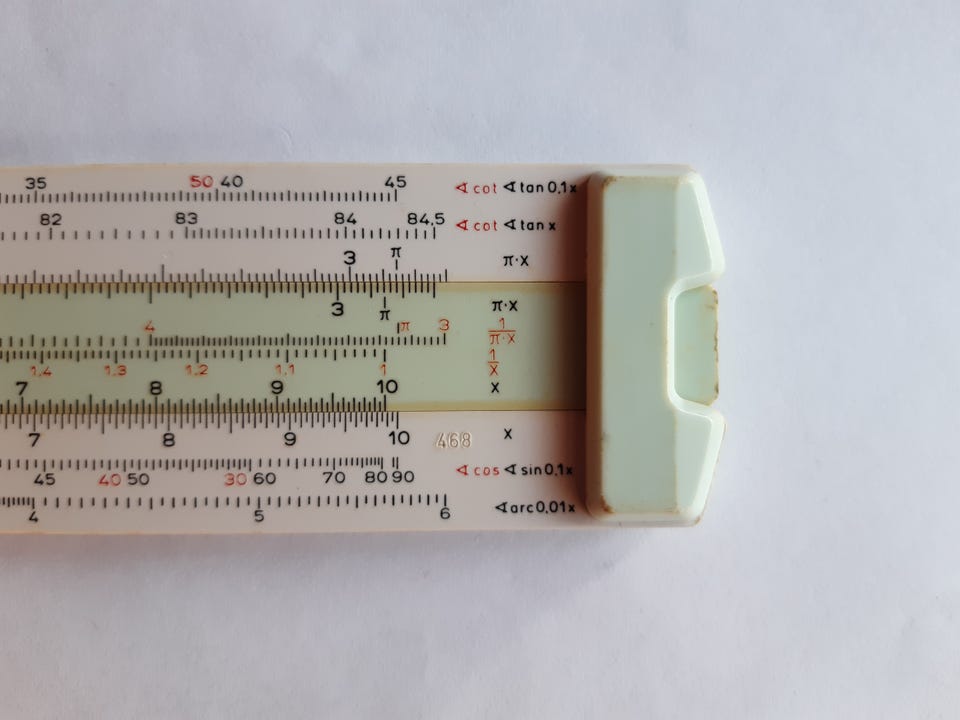 35 50 40 45 ∢ cot ∢ tan 0,1x
82 83 84 84,5 ∢ cot ∢ tan x
3 π π·x
3 π π·x
4 π 3 1/π·x
1,4 1,3 1,2 1,1 1 1/x
7 8 9 10 x
7 8 9 10 468 x
45 40 50 70 80 90 ∢ cos ∢ sin 0,1x
30 60
4 5 6 ∢ arc 0,01x